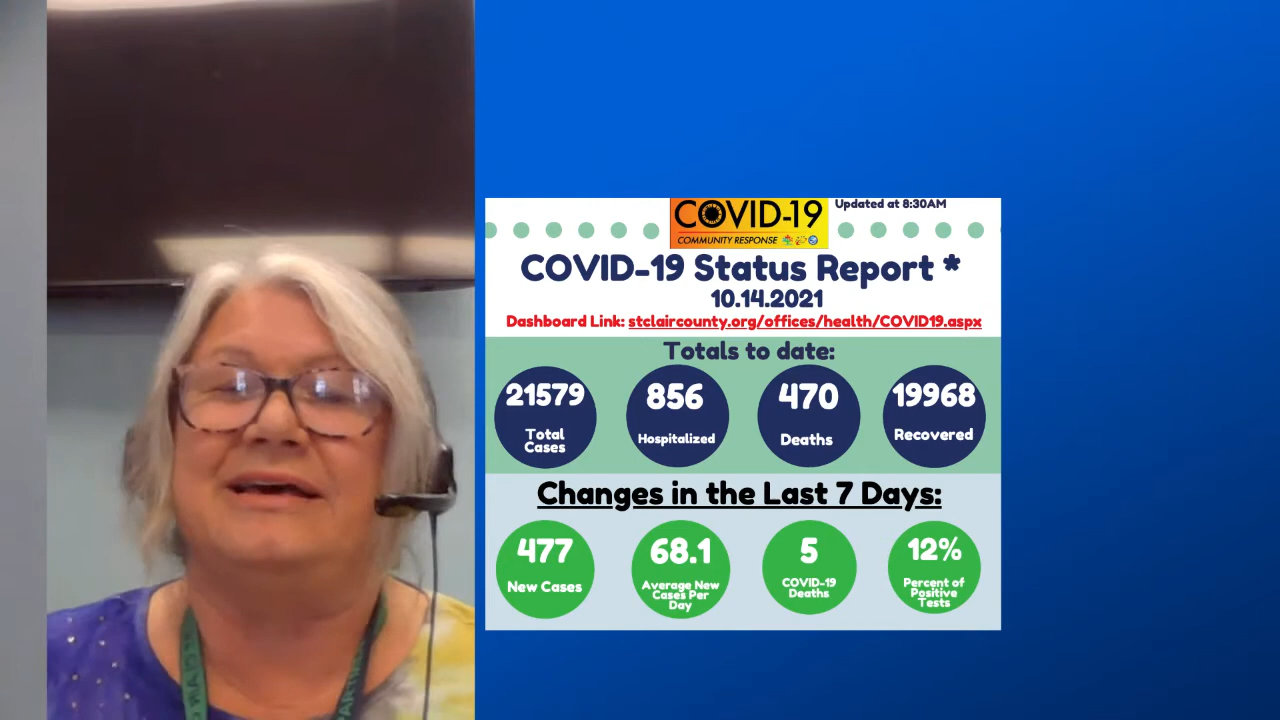 COVID-19
COMMUNITY RESPONSE
Updated at 8:30AM
COVID-19 Status Report *
10.14.2021
Dashboard Link: stclaircounty.org/offices/health/COVID19.aspx
Totals to date:
21579
Total
Cases
856
Hospitalized
470
Deaths
19968
Recovered
Changes in the Last 7 Days:
477
New Cases
68.1
Average New
Cases Per
Day
5
COVID-19
Deaths
12%
Percent of
Positive
Tests